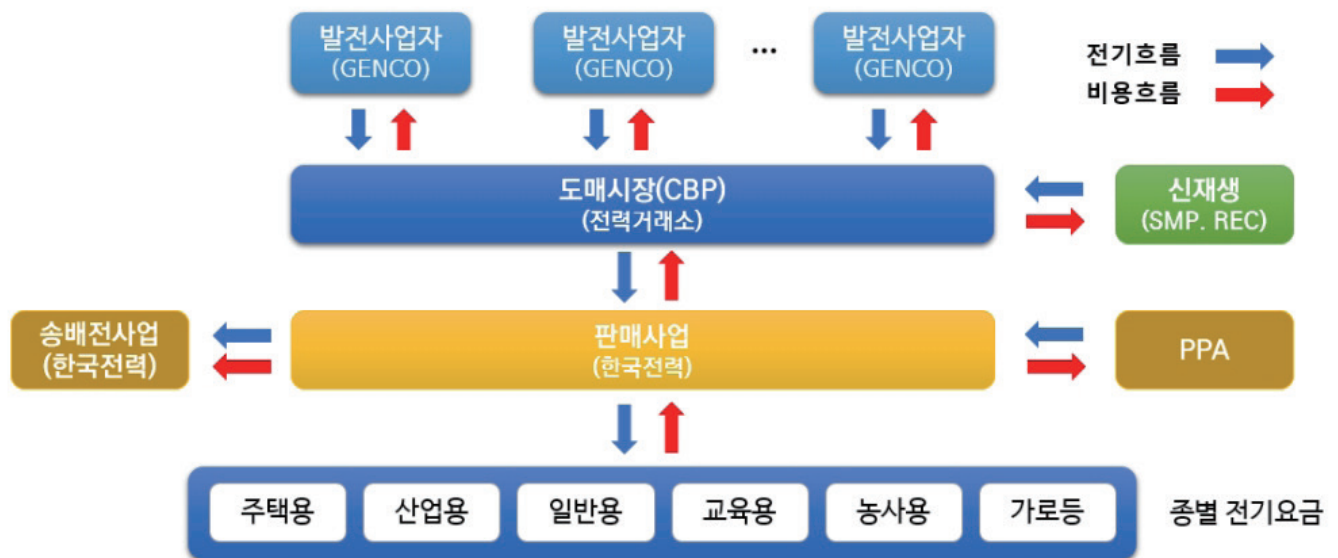 발전사업자
(GENCO)
발전사업자
(GENCO)
...
발전사업자
(GENCO)
전기흐름
비용흐름
도매시장(CBP)
(전력거래소)
신재생
(SMP. REC)
송배전사업
(한국전력)
판매사업
(한국전력)
PPA
주택용
산업용
일반용
교육용
농사용
가로등
종별 전기요금